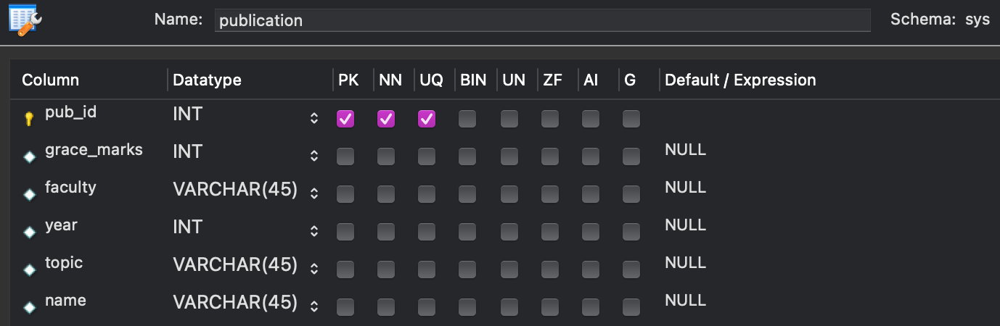 Name: publication Schema: sys
Column Datatype PK NN UQ BIN UN ZF AI G Default / Expression
pub_id INT
grace_marks INT NULL
faculty VARCHAR(45) NULL
year INT NULL
topic VARCHAR(45) NULL
name VARCHAR(45) NULL